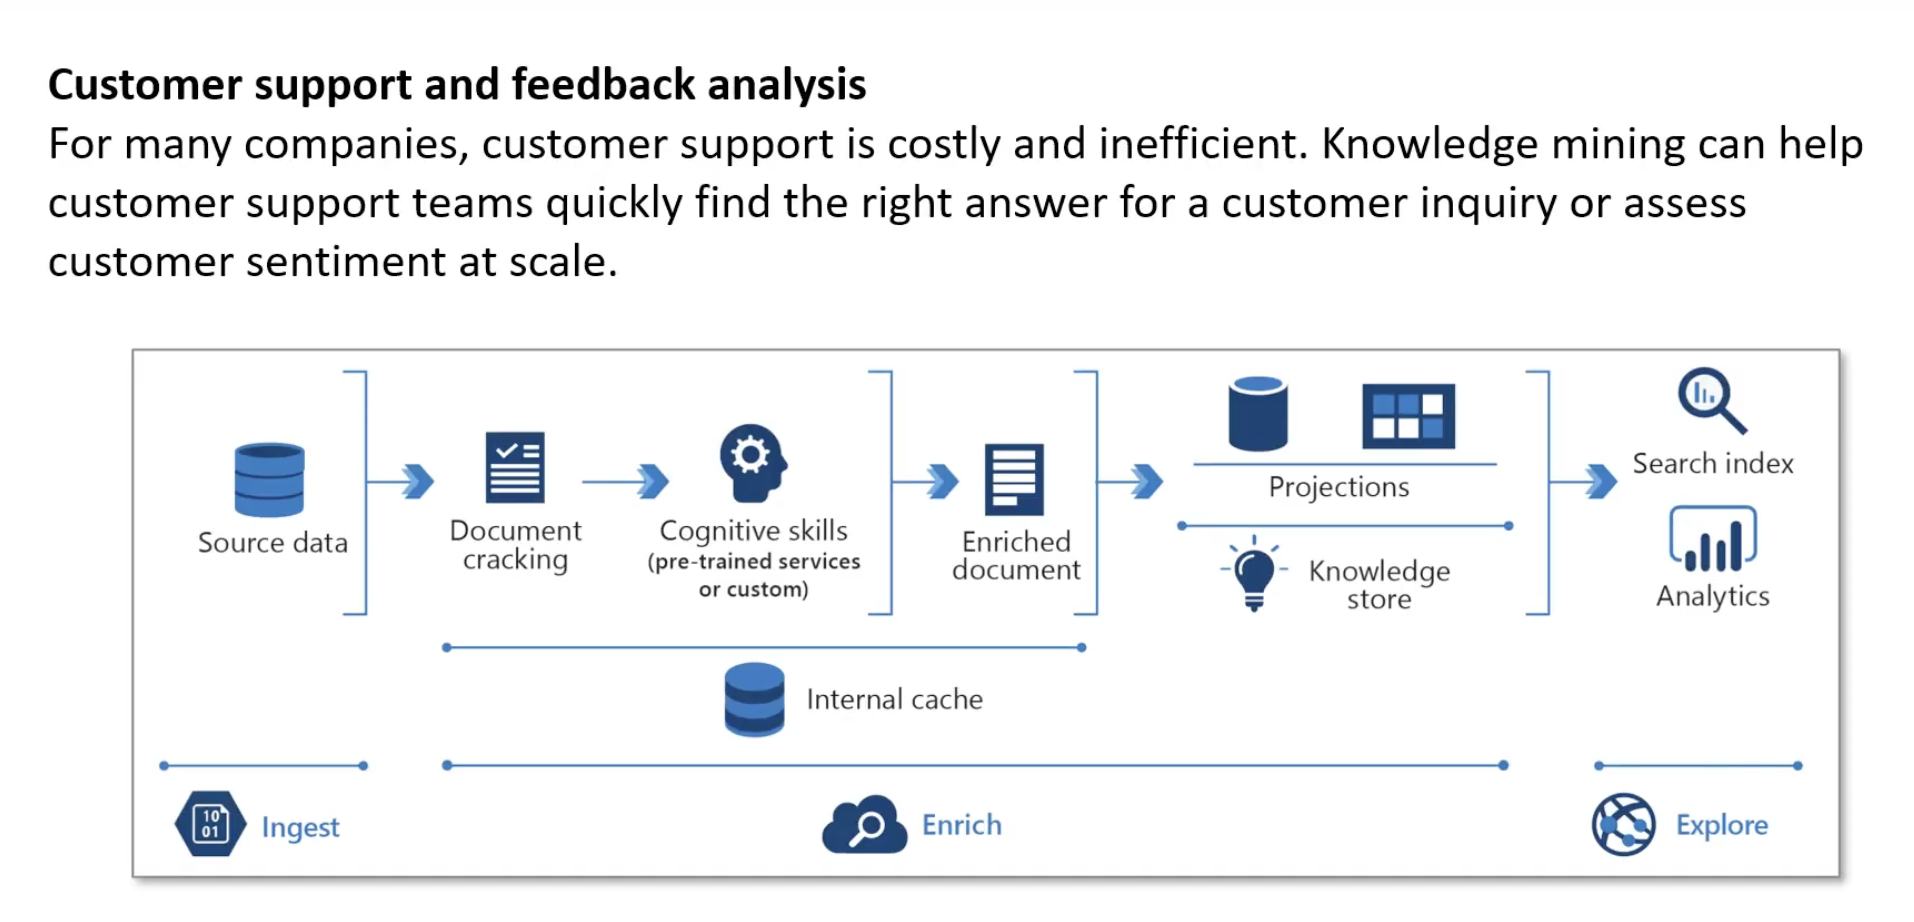 Customer support and feedback analysis
For many companies, customer support is costly and inefficient. Knowledge mining can help
customer support teams quickly find the right answer for a customer inquiry or assess
customer sentiment at scale.
Source data
Document
cracking
Cognitive skills
(pre-trained services
or custom)
Enriched
document
Projections
Knowledge
store
Search index
Analytics
Internal cache
10
01
Ingest
Enrich
Explore